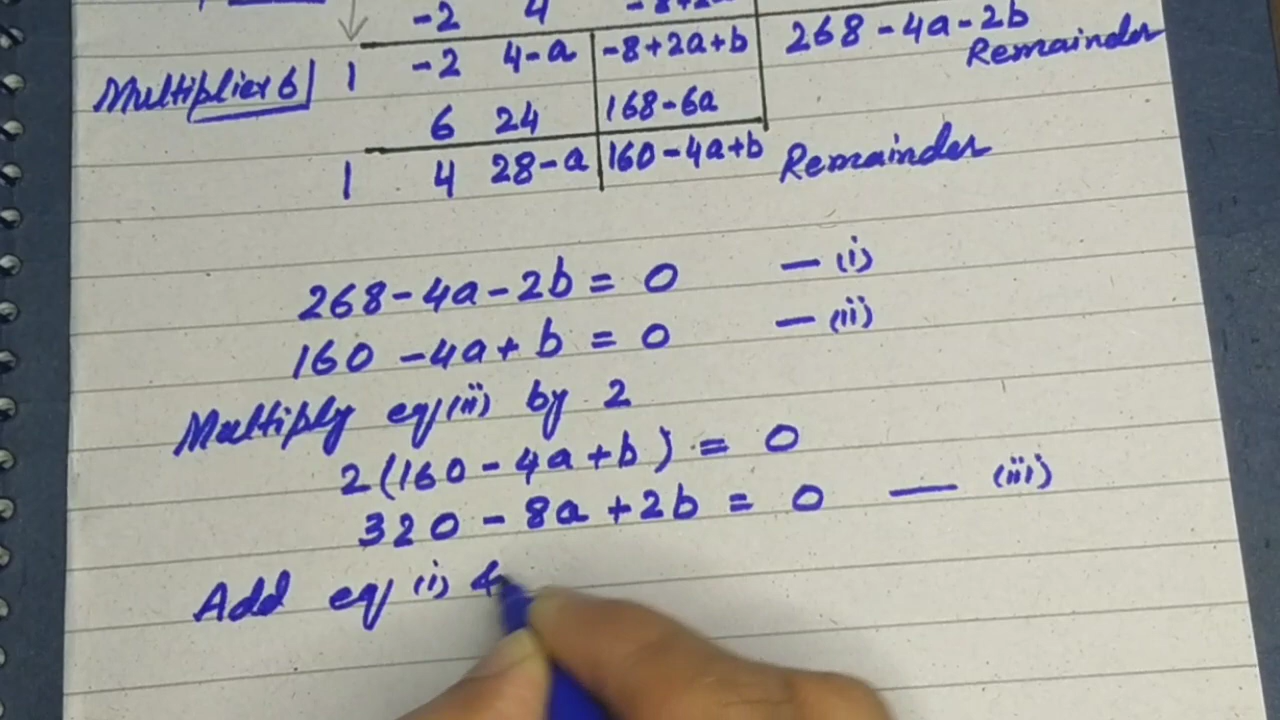 -2 4
1 -2 4-a -8+2a+b 268-4a-2b
Multiplier 6 Remainder
6 24 168-6a
1 4 28-a 160-4a+b Remainder
268-4a-2b = 0 — (i)
160 -4a+b = 0 — (ii)
Multiply eq(ii) by 2
2(160-4a+b) = 0
320 - 8a +2b = 0 — (iii)
Add eq (i)